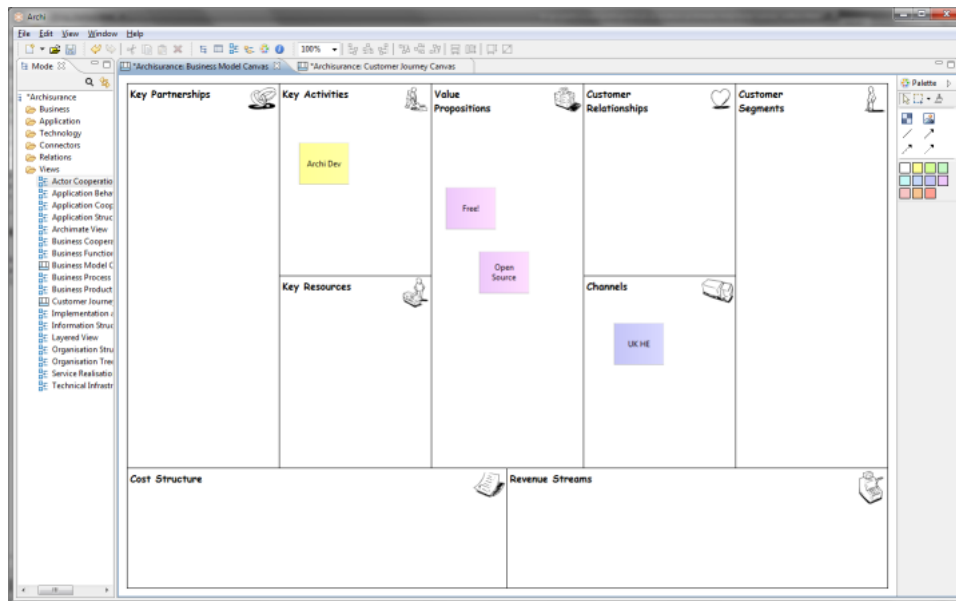 Archi
File Edit View Window Help
100%
Mode
*Archisurance: Business Model Canvas
*Archisurance: Customer Journey Canvas
Palette
*Archisurance
Business
Application
Technology
Connectors
Relations
Views
Actor Cooperatio
Application Beha
Application Coop
Application Struc
Archimate View
Business Coopera
Business Function
Business Model C
Business Process
Business Product
Customer Journe
Implementation a
Information Struc
Layered View
Organisation Stru
Organisation Tree
Service Realisatio
Technical Infrastr
Key Partnerships
Key Activities
Value
Propositions
Customer
Relationships
Customer
Segments
Archi Dev
Free!
Open
Source
Key Resources
Channels
UK HE
Cost Structure
Revenue Streams